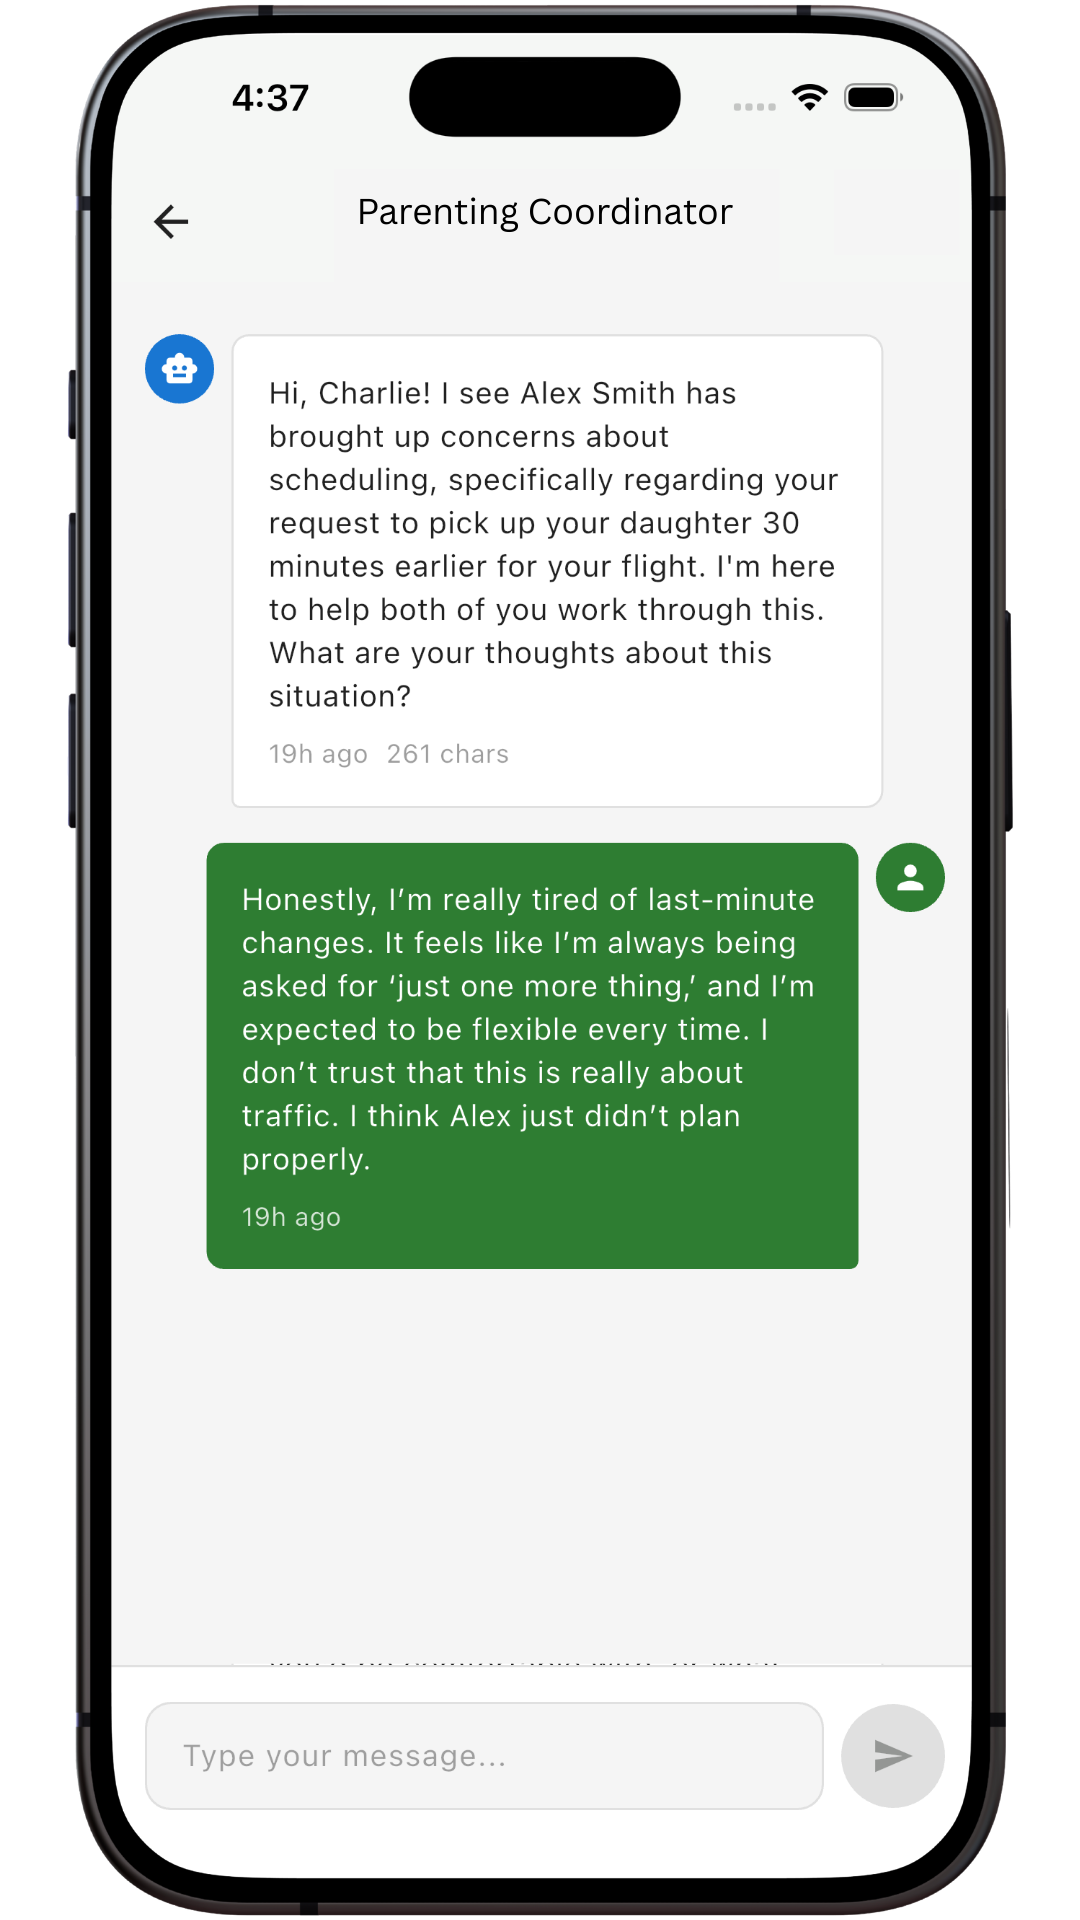 4:37
Parenting Coordinator
Hi, Charlie! I see Alex Smith has
brought up concerns about
scheduling, specifically regarding your
request to pick up your daughter 30
minutes earlier for your flight. I'm here
to help both of you work through this.
What are your thoughts about this
situation?
19h ago 261 chars
Honestly, I’m really tired of last-minute
changes. It feels like I’m always being
asked for ‘just one more thing,’ and I’m
expected to be flexible every time. I
don’t trust that this is really about
traffic. I think Alex just didn’t plan
properly.
19h ago
Type your message...